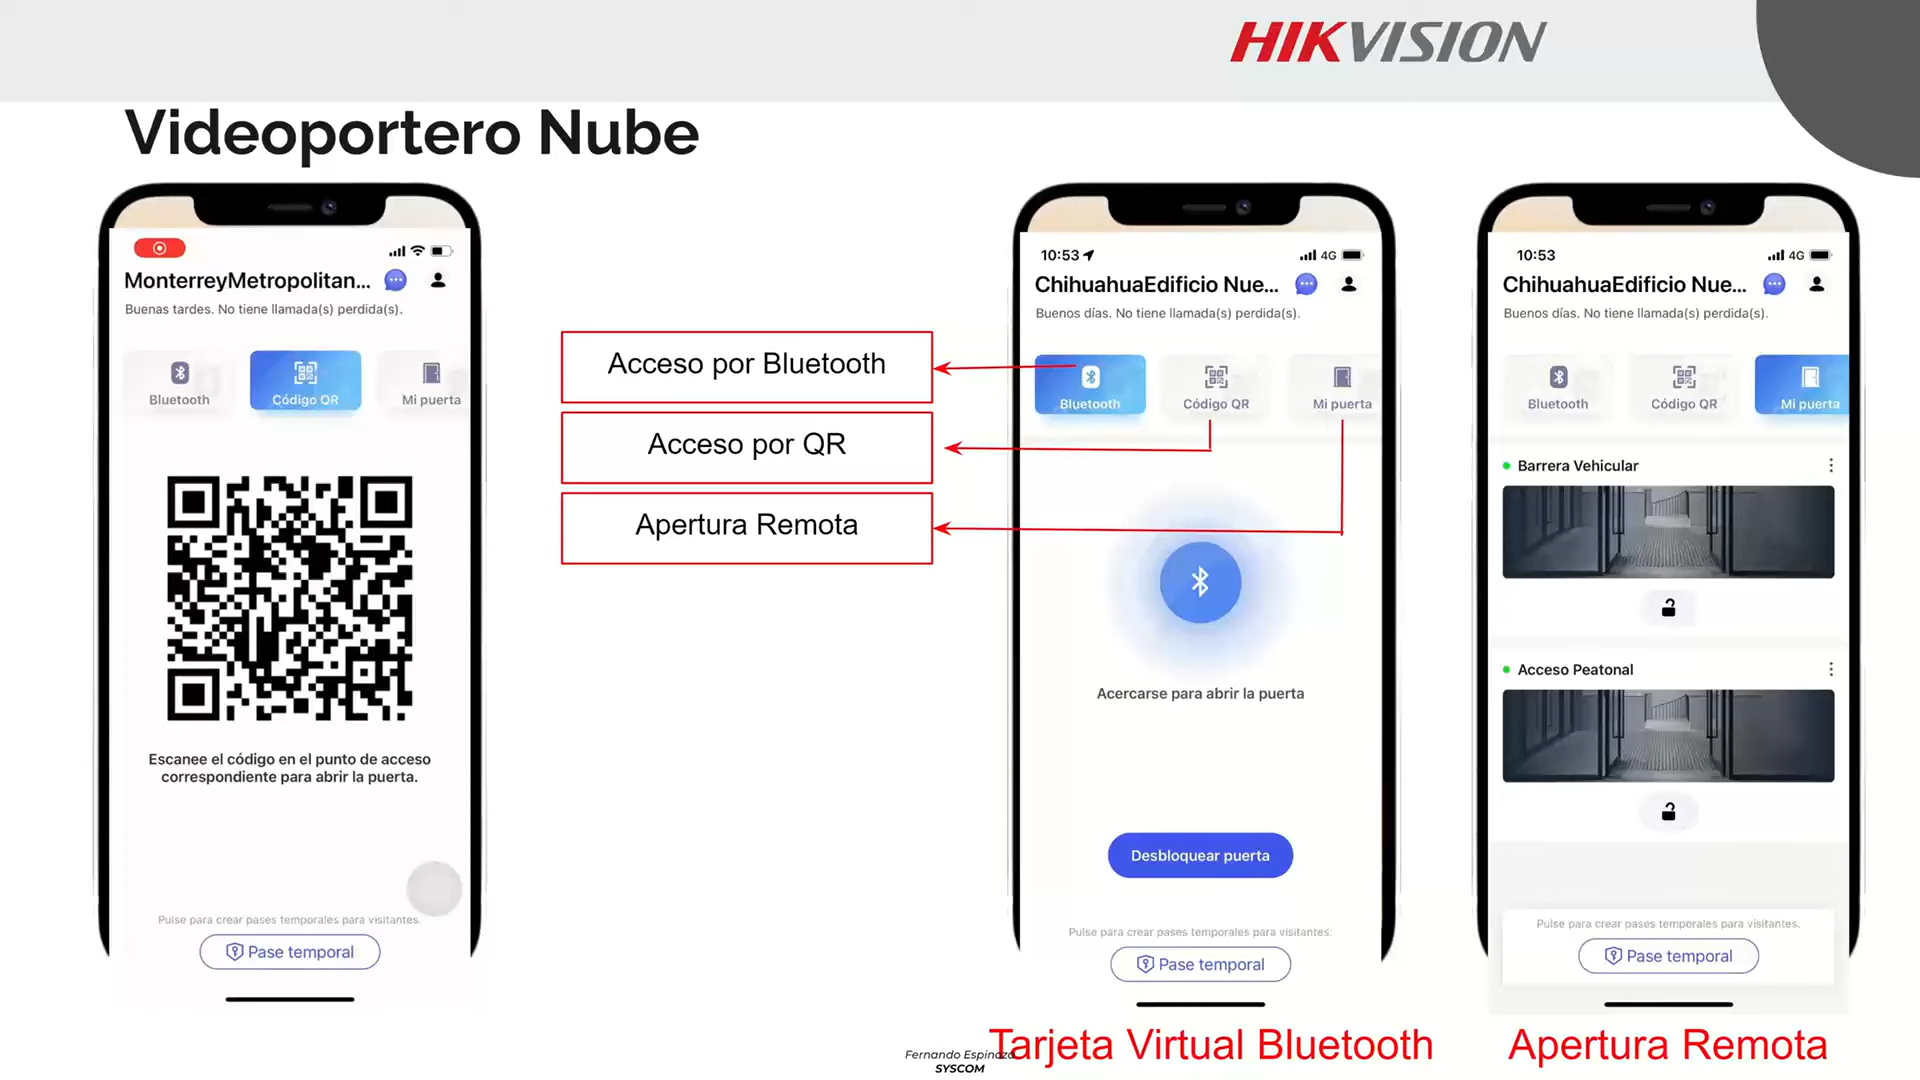 HIKVISION
Videoportero Nube
MonterreyMetropolitan...
Buenas tardes. No tiene llamada(s) perdida(s).
Bluetooth
Código QR
Mi puerta
Escanee el código en el punto de acceso
correspondiente para abrir la puerta.
Pulse para crear pases temporales para visitantes.
Pase temporal
Acceso por Bluetooth
Acceso por QR
Apertura Remota
10:53
4G
ChihuahuaEdificio Nue...
Buenos días. No tiene llamada(s) perdida(s).
Bluetooth
Código QR
Mi puerta
Acercarse para abrir la puerta
Desbloquear puerta
Pulse para crear pases temporales para visitantes.
Pase temporal
Tarjeta Virtual Bluetooth
10:53
4G
ChihuahuaEdificio Nue...
Buenos días. No tiene llamada(s) perdida(s).
Bluetooth
Código QR
Mi puerta
Barrera Vehicular
Acceso Peatonal
Pulse para crear pases temporales para visitantes.
Pase temporal
Apertura Remota
Fernando Espinoza
SYSCOM